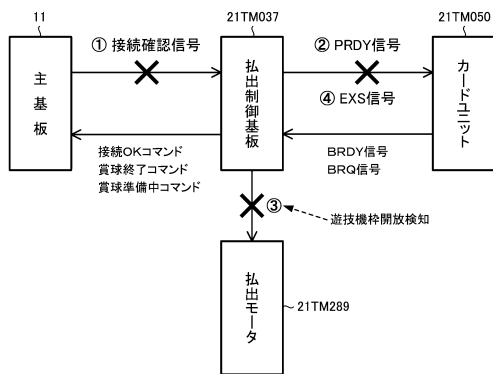 11
21TM037
21TM050
主基板
① 接続確認信号
払出制御基板
② PRDY信号
④ EXS信号
カードユニット
接続OKコマンド
賞球終了コマンド
賞球準備中コマンド
BRDY信号
BRQ信号
③
遊技機枠開放検知
払出モータ
21TM289